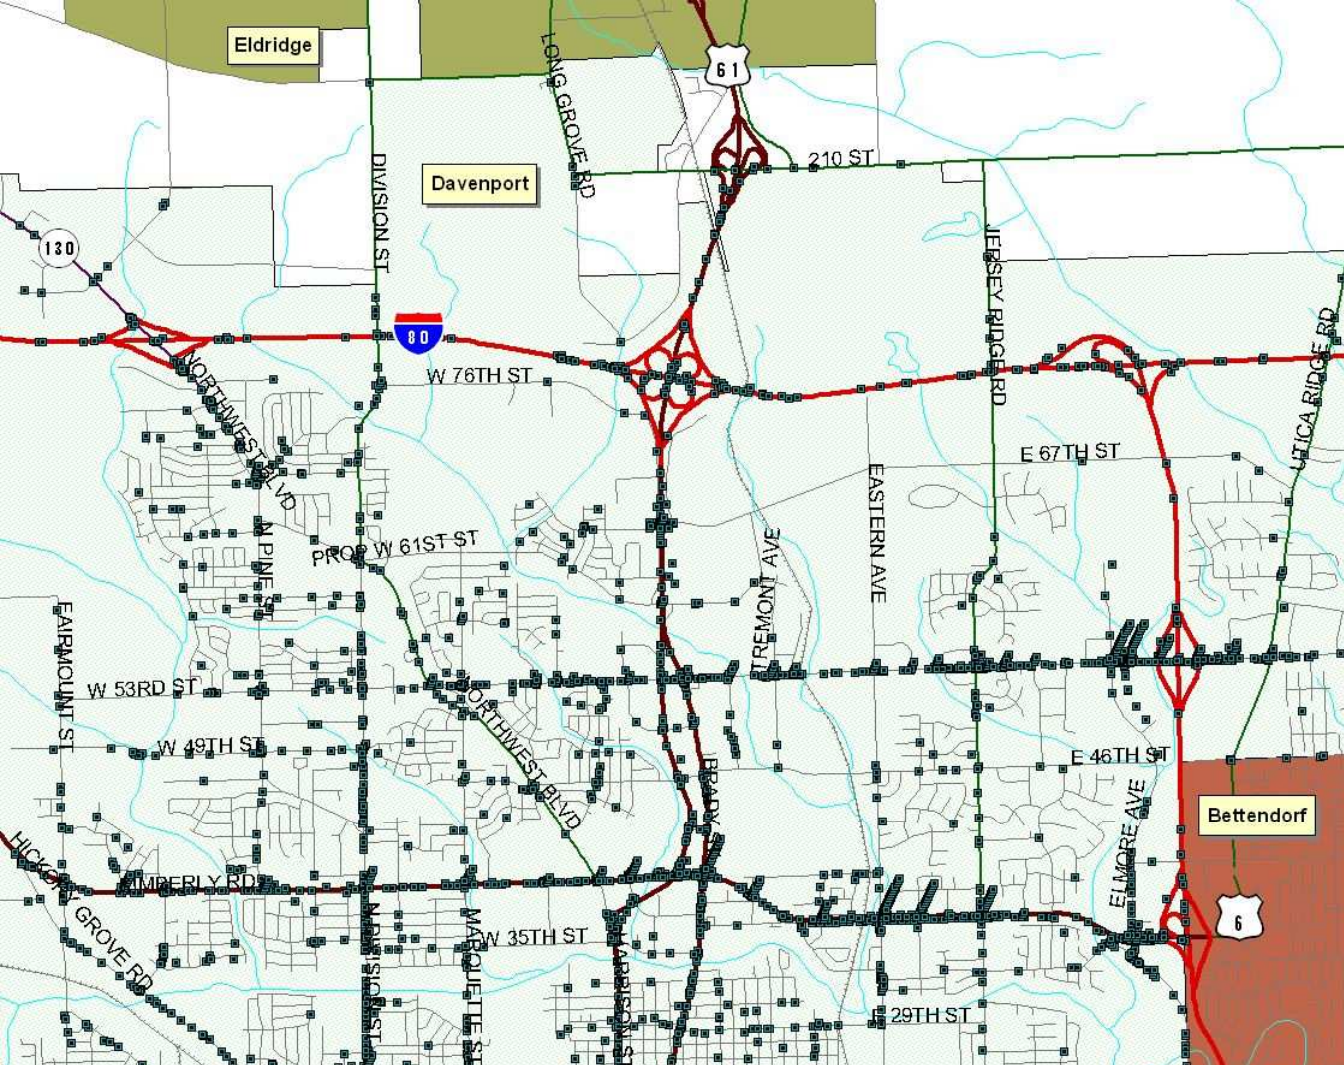 Eldridge
LONG GROVE RD
61
210 ST
DIVISION ST
Davenport
130
JERSEY RIDGE RD
80
UTICA RIDGE RD
NORTHWEST BLVD
W 76TH ST
E 67TH ST
EASTERN AVE
N PINE ST
PROP W 61ST ST
TREMONT AVE
FAIRMOUNT ST
W 53RD ST
NORTHWEST BLVD
W 49TH ST
E 46TH ST
BRADY
ELMORE AVE
Bettendorf
HICKORY GROVE RD
KIMBERLY RD
6
N DIVISION ST
MARQUETTE ST
W 35TH ST
HARRISON S
E 29TH ST